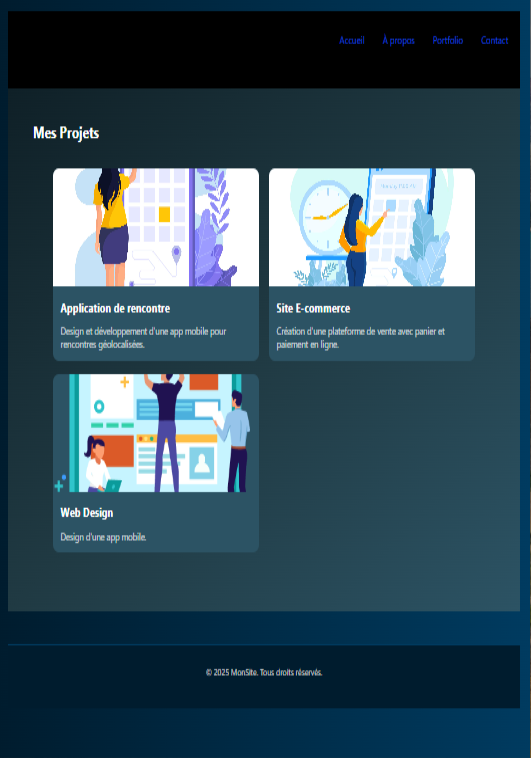 Accueil À propos Portfolio Contact
Mes Projets
Application de rencontre
Design et développement d'une app mobile pour
rencontres géolocalisées.
Site E-commerce
Création d'une plateforme de vente avec panier et
paiement en ligne.
Web Design
Design d'une app mobile.
© 2025 MonSite. Tous droits réservés.